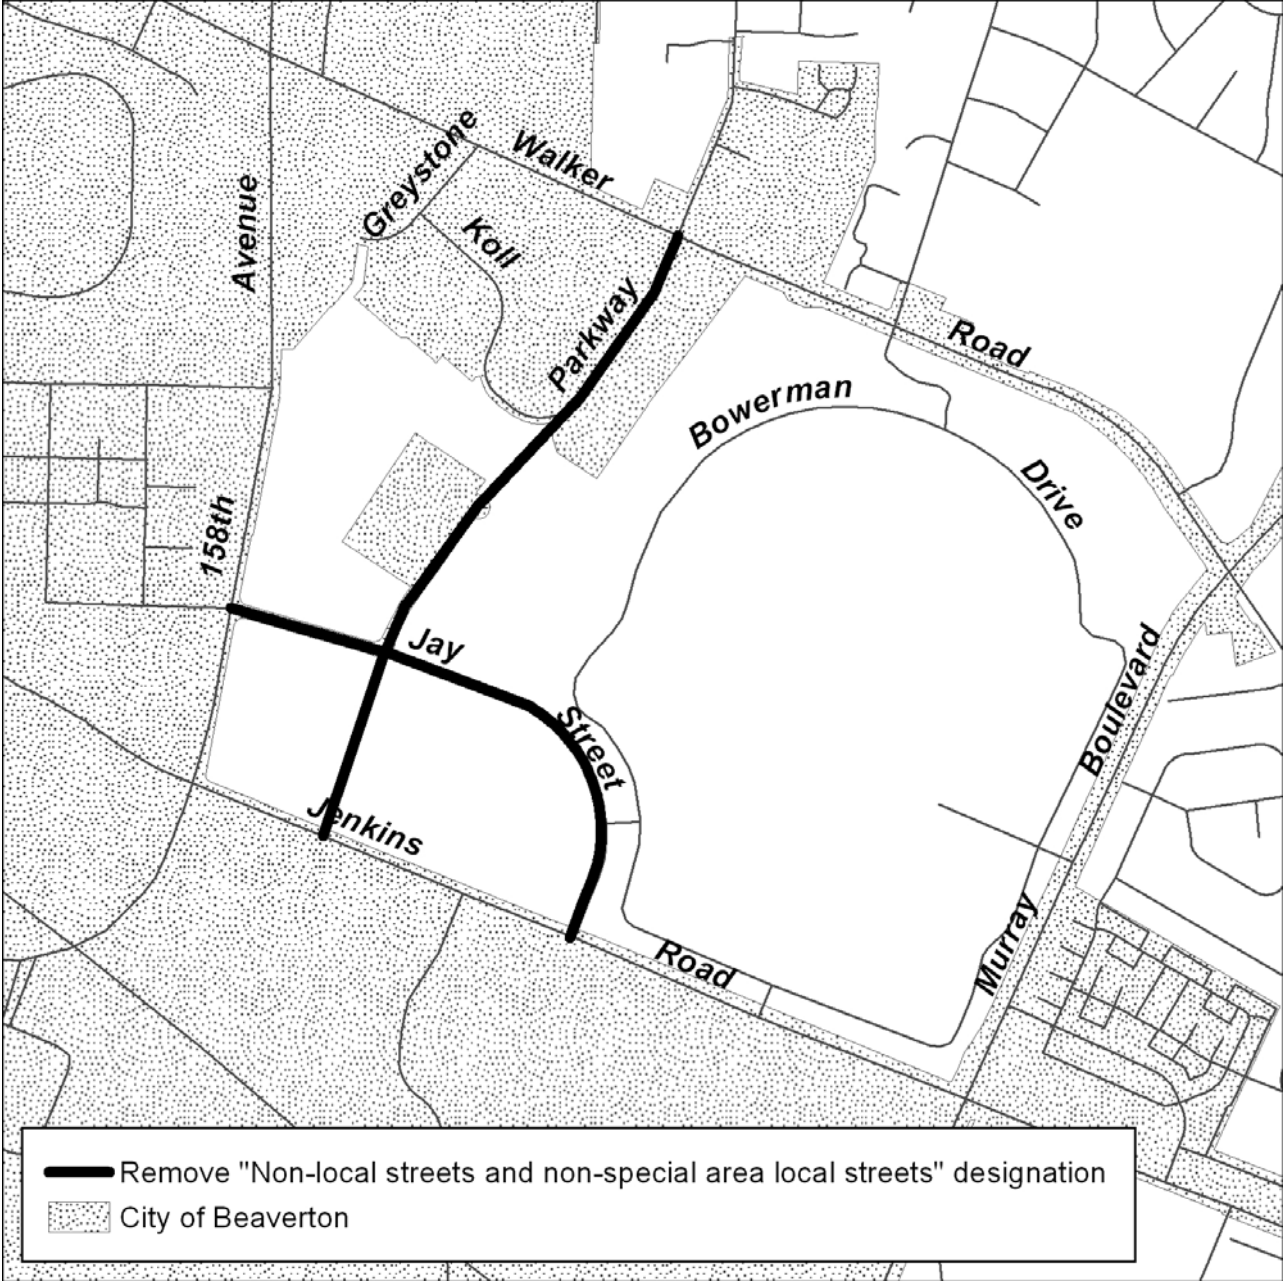 Greystone
Walker
Avenue
Koll
Parkway
Road
Bowerman
Drive
158th
Jay
Street
Boulevard
Jenkins
Road
Murray
Remove "Non-local streets and non-special area local streets" designation
City of Beaverton